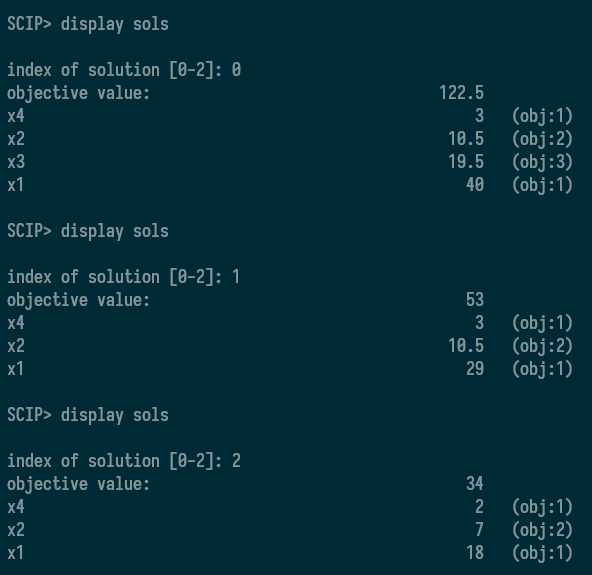 SCIP> display sols
index of solution [0-2]: 0
objective value: 122.5
x4 3 (obj:1)
x2 10.5 (obj:2)
x3 19.5 (obj:3)
x1 40 (obj:1)
SCIP> display sols
index of solution [0-2]: 1
objective value: 53
x4 3 (obj:1)
x2 10.5 (obj:2)
x1 29 (obj:1)
SCIP> display sols
index of solution [0-2]: 2
objective value: 34
x4 2 (obj:1)
x2 7 (obj:2)
x1 18 (obj:1)